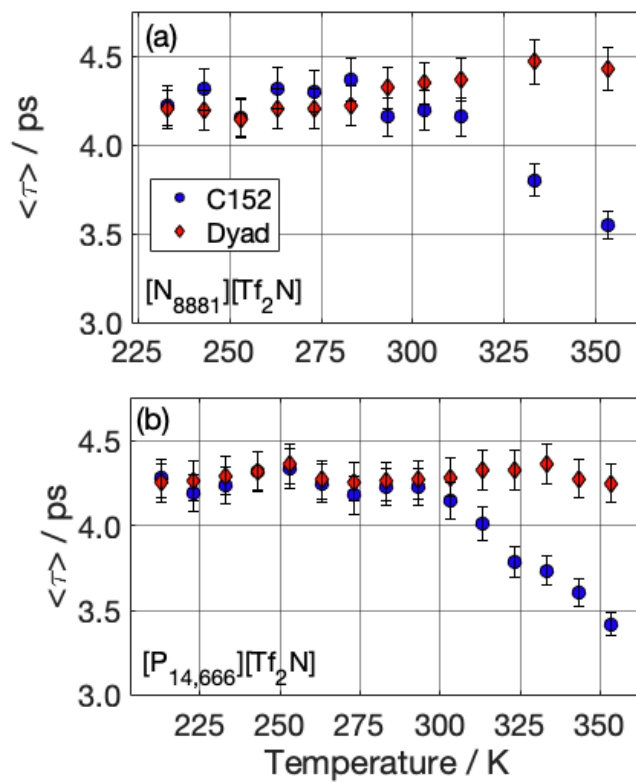 (a)
4.5
4.0
3.5
3.0
<τ> / ps
C152
Dyad
[N8881][Tf2N]
225 250 275 300 325 350
(b)
4.5
4.0
3.5
3.0
<τ> / ps
[P14,666][Tf2N]
225 250 275 300 325 350
Temperature / K